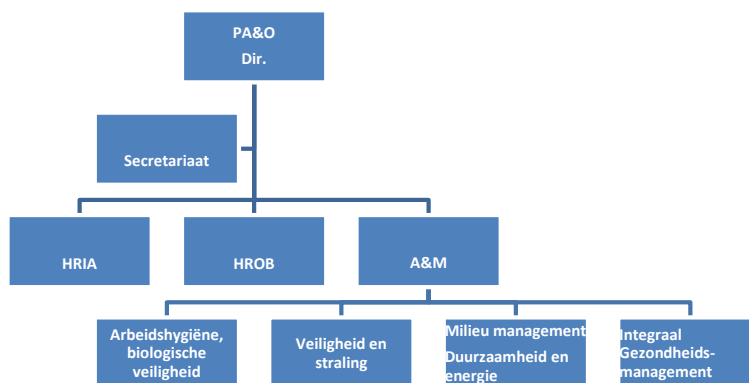 PA&O
Dir.
Secretariaat
HRIA
HROB
A&M
Arbeidshygiëne,
biologische
veiligheid
Veiligheid en
straling
Milieu management
Duurzaamheid en
energie
Integraal
Gezondheids-
management